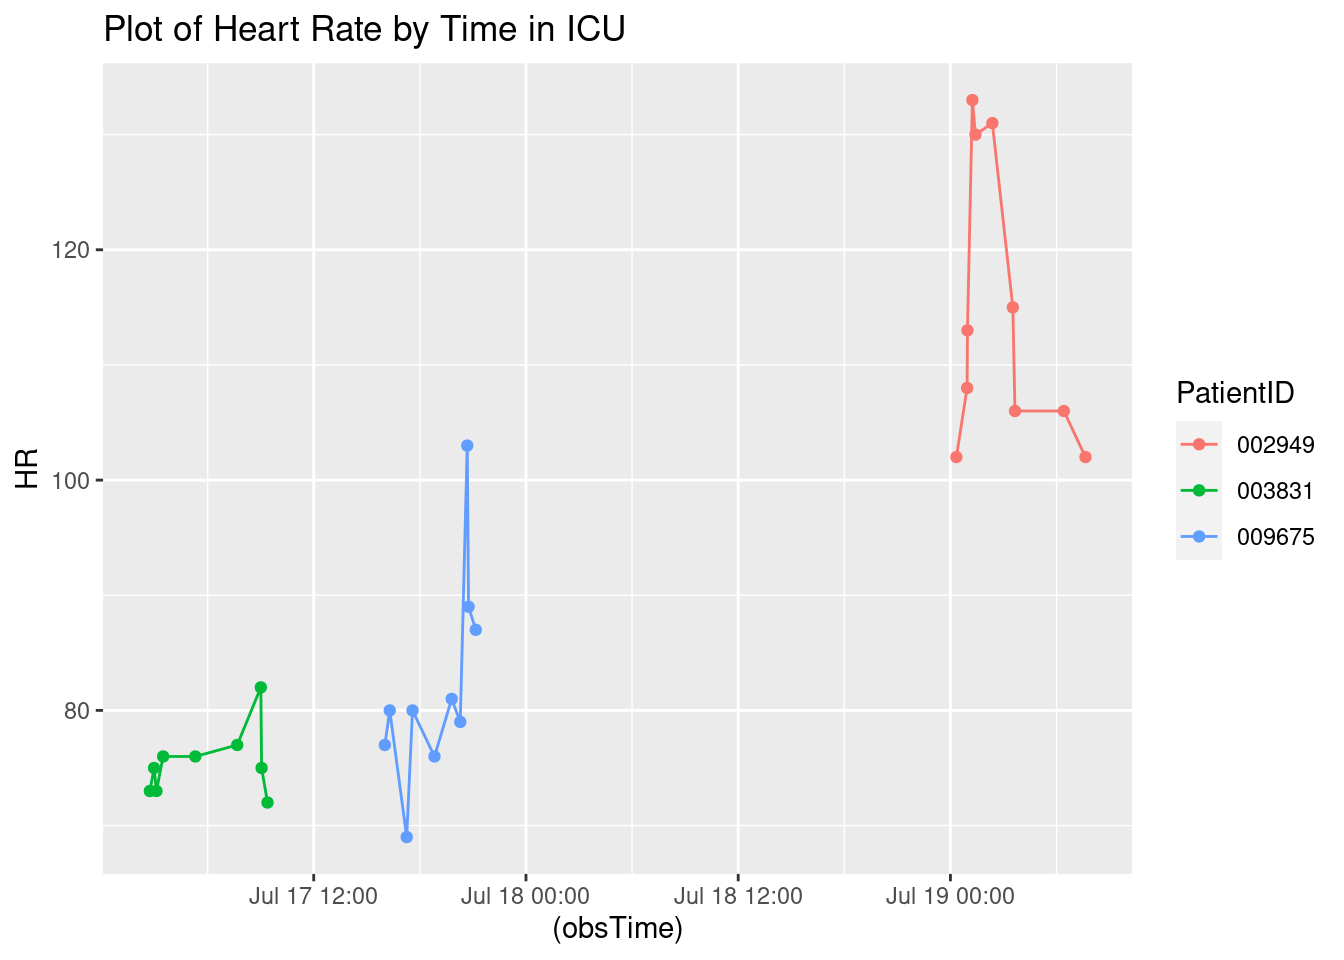 Plot of Heart Rate by Time in ICU
120
100
80
HR
Jul 17 12:00
Jul 18 00:00
Jul 18 12:00
Jul 19 00:00
(obsTime)
PatientID
002949
003831
009675